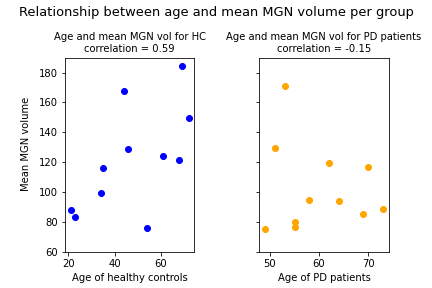 Relationship between age and mean MGN volume per group
Age and mean MGN vol for HC
correlation = 0.59
Age and mean MGN vol for PD patients
correlation = -0.15
Mean MGN volume
180
160
140
120
100
80
60
20
40
60
Age of healthy controls
50
60
70
Age of PD patients